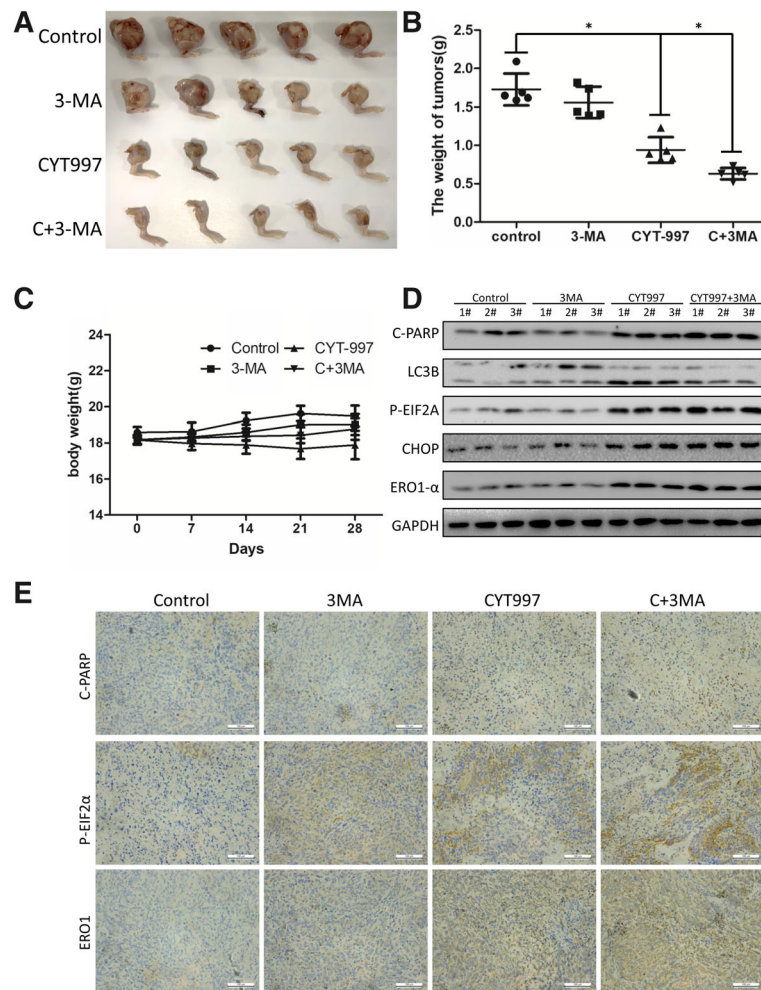 A
Control
3-MA
CYT997
C+3-MA
B
The weight of tumors(g)
2.5
2.0
1.5
1.0
0.5
0.0
* *
control 3-MA CYT-997 C+3MA
C
body weight(g)
24
22
20
18
16
14
Control CYT-997
3-MA C+3MA
0 7 14 21 28
Days
D
Control 3MA CYT997 CYT997+3MA
1# 2# 3# 1# 2# 3# 1# 2# 3# 1# 2# 3#
C-PARP
LC3B
P-EIF2A
CHOP
ERO1-α
GAPDH
E
Control 3MA CYT997 C+3MA
C-PARP
P-EIF2α
ERO1